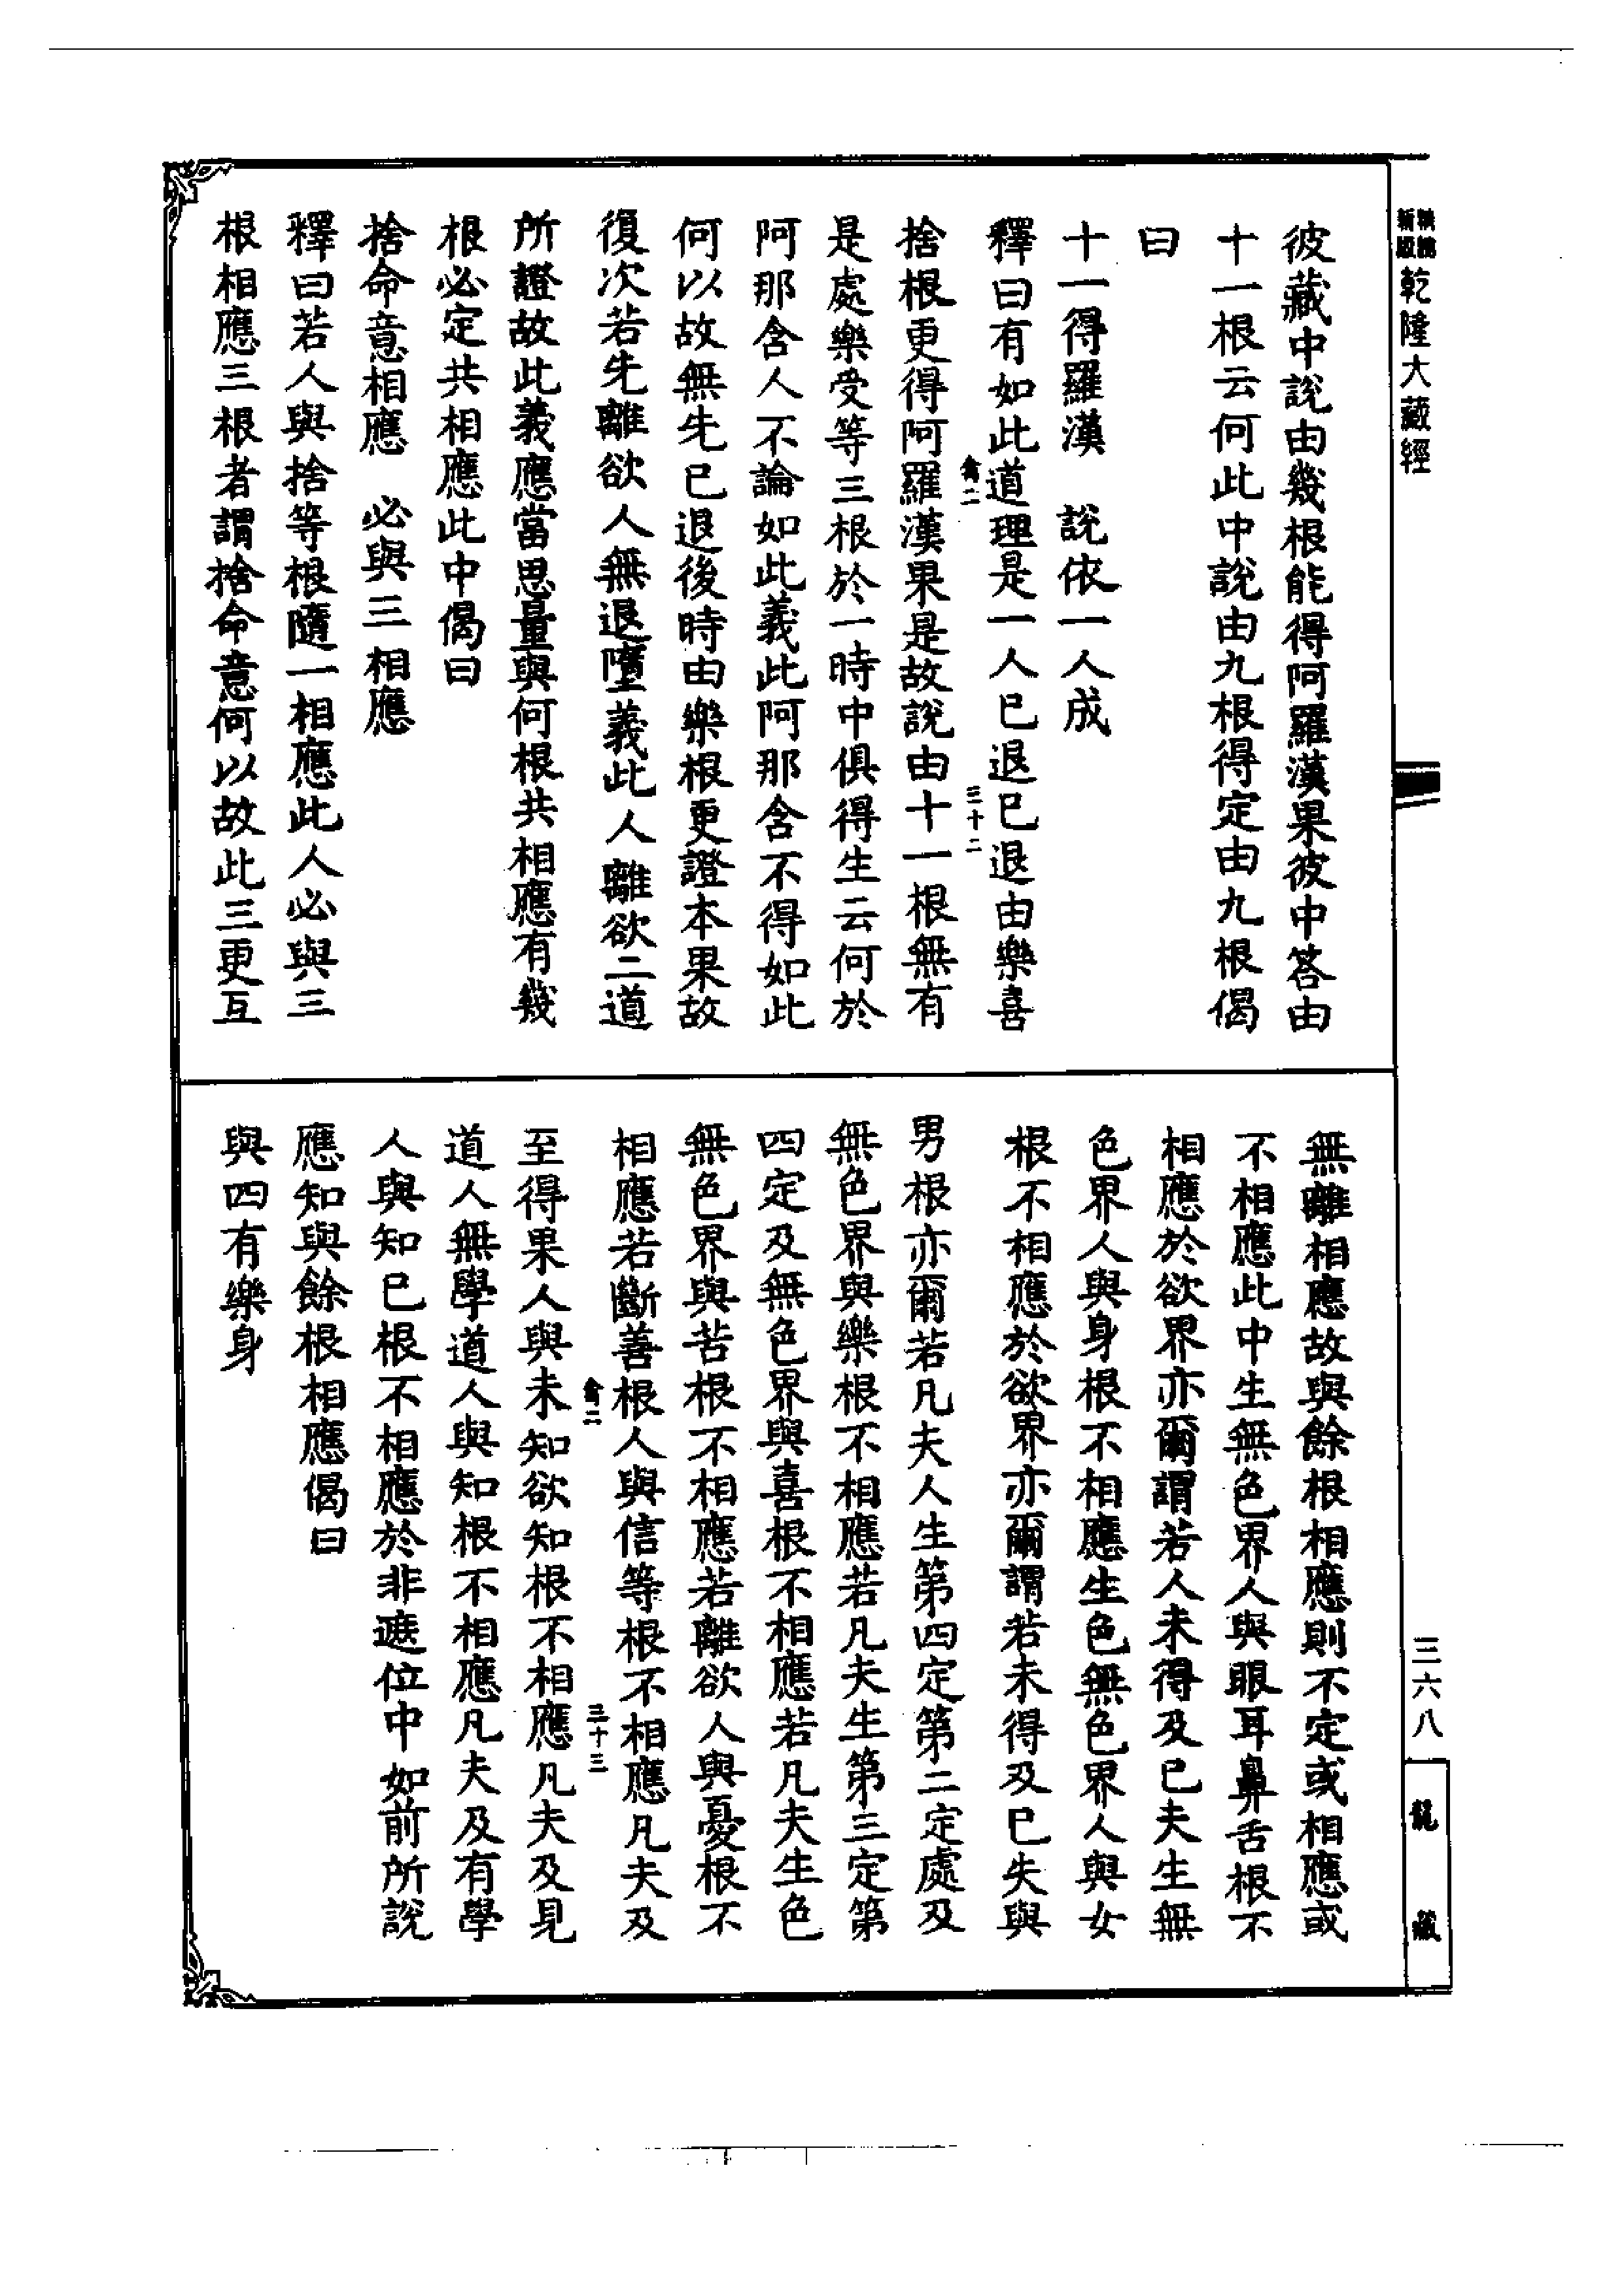 乾隆大藏經
彼藏中說由幾根能得阿羅漢果彼中答由
十一根云何此中說由九根得定由九根偈
曰
十一得羅漢　說依一人成
釋曰有如此道理是一人已退已退由樂喜
禽二
三十二
捨根更得阿羅漢果是故說由十一根無有
是處樂受等三根於一時中俱得生云何於
阿那含人不論如此義此阿那含不得如此
何以故無先已退後時由樂根更證本果故
復次若先離欲人無退墮義此人離欲二道
所證故此義應當思量與何根共相應有幾
根必定共相應此中偈曰
捨命意相應　必與三相應
釋曰若人與捨等根隨一相應此人必與三
根相應三根者謂捨命意何以故此三更互
無離相應故與餘根相應則不定或相應或
不相應此中生無色界人與眼耳鼻舌根不
相應於欲界亦爾謂若人未得及已夫生無
色界人與身根不相應生色無色界人與女
根不相應於欲界亦爾謂若未得及已失與
男根亦爾若凡夫人生第四定第二定處及
無色界與樂根不相應若凡夫生第三定第
四定及無色界與喜根不相應若凡夫生色
無色界與苦根不相應若離欲人與憂根不
相應若斷善根人與信等根不相應凡夫及
禽二
三十三
至得果人與未知欲知根不相應凡夫及見
道人無學道人與知根不相應凡夫及有學
人與知已根不相應於非遮位中如前所說
應知與餘根相應偈曰
與四有樂身
三六八
龍藏